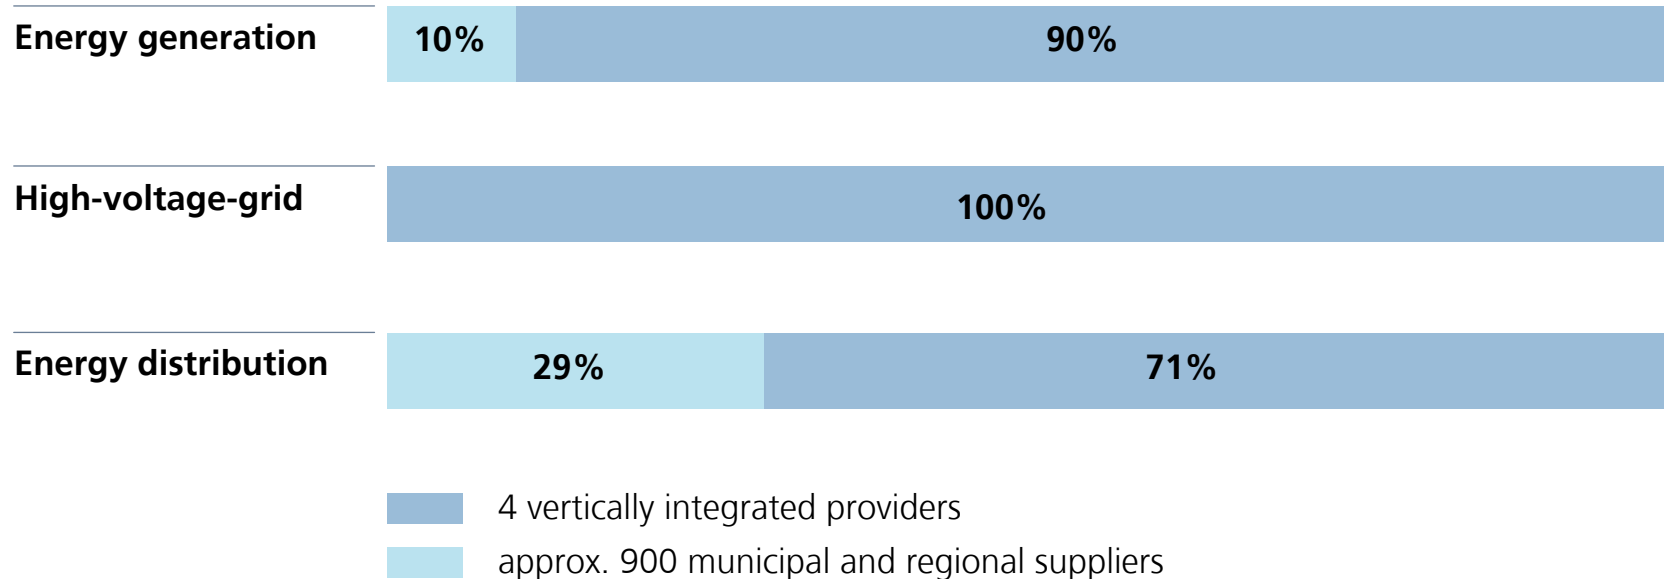 Energy generation 10% 90%
High-voltage-grid 100%
Energy distribution 29% 71%
4 vertically integrated providers
approx. 900 municipal and regional suppliers